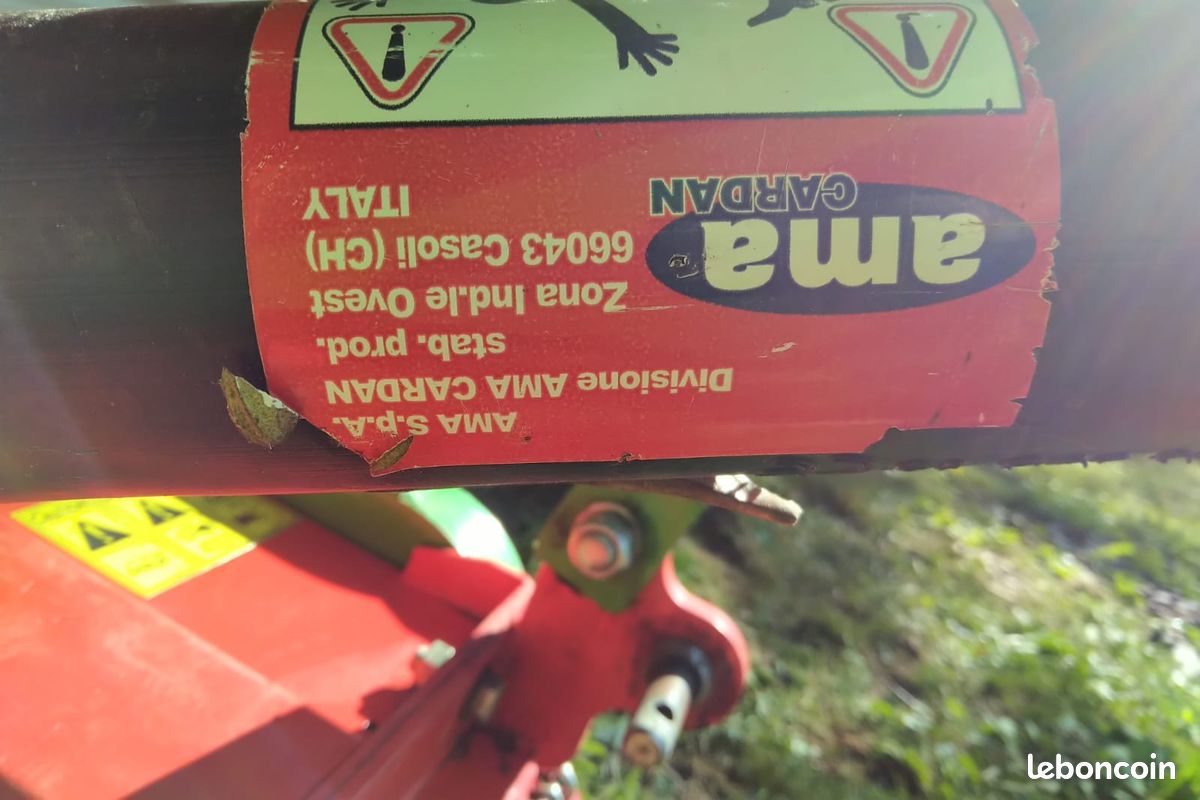 AMA S.p.A.
Divisione AMA CARDAN
stab. prod.
Zona Ind.le Ovest
66043 Casoli (CH)
ITALY
ama
CARDAN
leboncoin